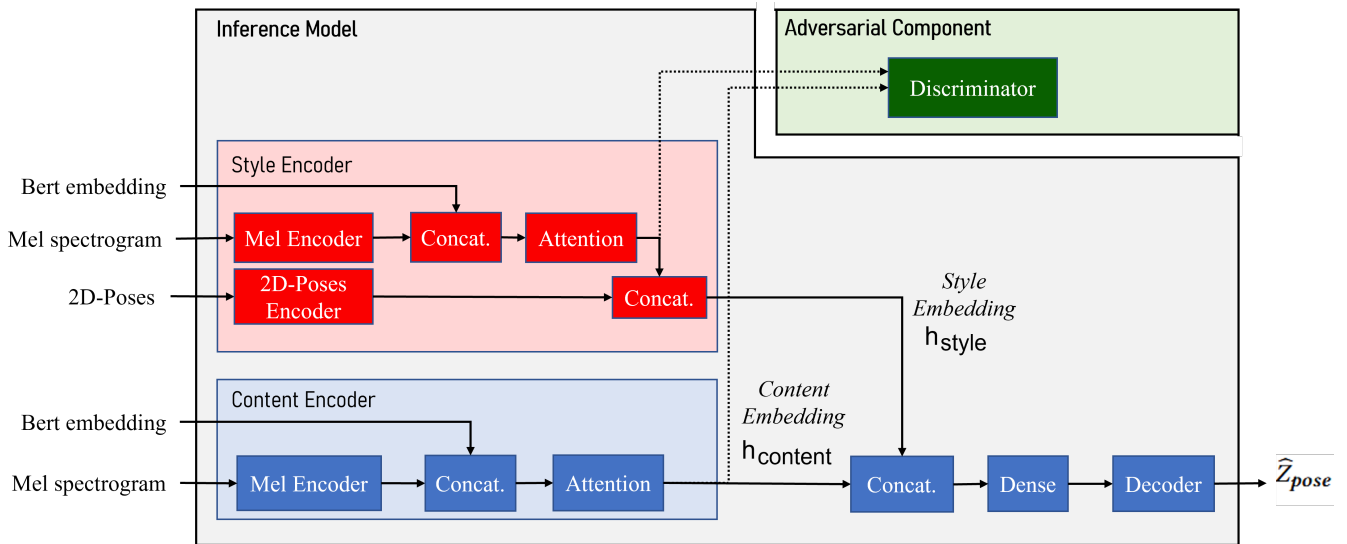 Inference Model
Adversarial Component
Discriminator
Style Encoder
Bert embedding
Mel spectrogram
Mel Encoder
Concat.
Attention
2D-Poses
2D-Poses
Encoder
Concat.
Style
Embedding
hstyle
Content Encoder
Content
Embedding
hcontent
Bert embedding
Mel spectrogram
Mel Encoder
Concat.
Attention
Concat.
Dense
Decoder
Ẑpose